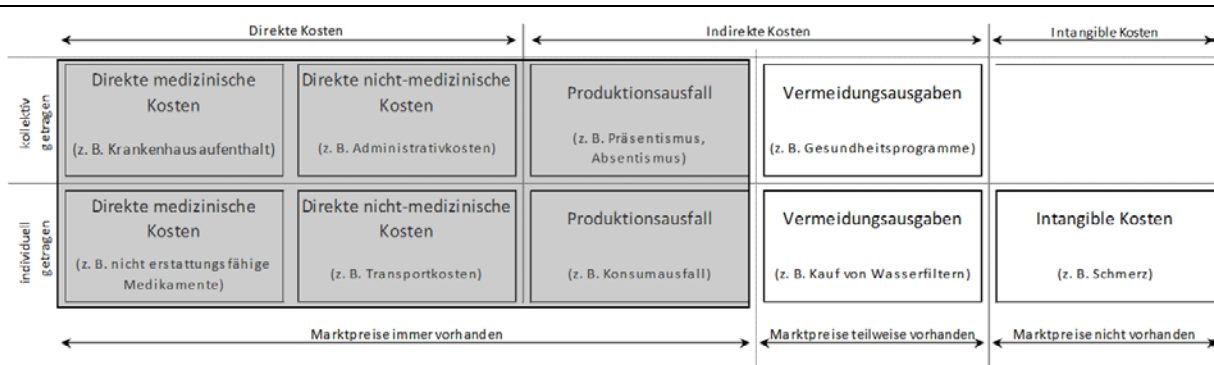 Direkte Kosten
Indirekte Kosten
Intangible Kosten
kollektiv
getragen
Direkte medizinische
Kosten
(z. B. Krankenhausaufenthalt)
Direkte nicht-medizinische
Kosten
(z. B. Administrativkosten)
Produktionsausfall
(z. B. Präsentismus,
Absentismus)
Vermeidungsausgaben
(z. B. Gesundheitsprogramme)
individuell
getragen
Direkte medizinische
Kosten
(z. B. nicht erstattungsfähige
Medikamente)
Direkte nicht-medizinische
Kosten
(z. B. Transportkosten)
Produktionsausfall
(z. B. Konsumausfall)
Vermeidungsausgaben
(z. B. Kauf von Wasserfiltern)
Intangible Kosten
(z. B. Schmerz)
Marktpreise immer vorhanden
Marktpreise teilweise vorhanden
Marktpreise nicht vorhanden